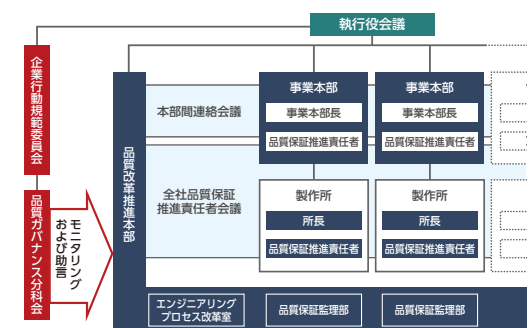 執行役会議
企業行動規範委員会
品質ガバナンス分科会
モニタリング
および助言
品質改革推進本部
本部間連絡会議
全社品質保証
推進責任者会議
事業本部
事業本部長
品質保証推進責任者
事業本部
事業本部長
品質保証推進責任者
製作所
所長
品質保証推進責任者
製作所
所長
品質保証推進責任者
エンジニアリング
プロセス改革室
品質保証監理部
品質保証監理部